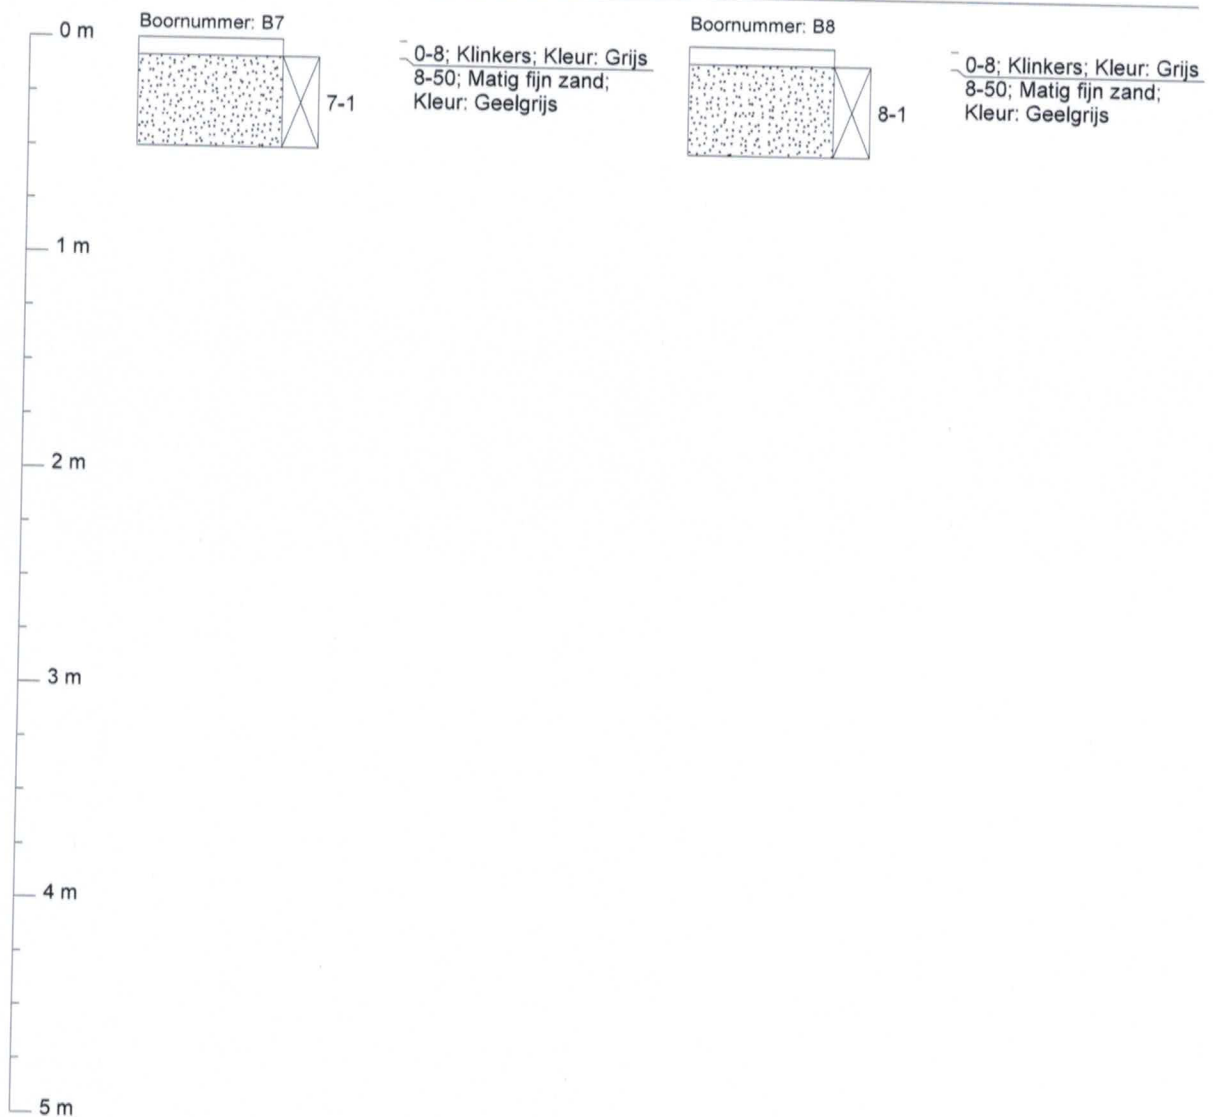 Boornummer: B7
0-8; Klinkers; Kleur: Grijs
8-50; Matig fijn zand;
Kleur: Geelgrijs
7-1
Boornummer: B8
0-8; Klinkers; Kleur: Grijs
8-50; Matig fijn zand;
Kleur: Geelgrijs
8-1
0 m
1 m
2 m
3 m
4 m
5 m